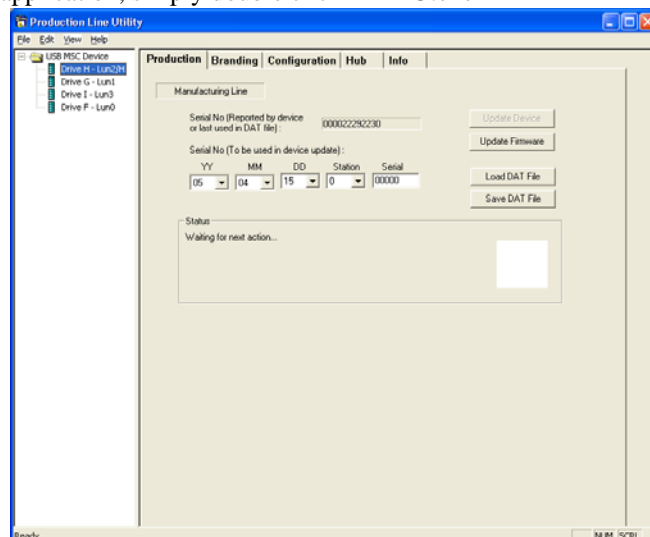 Production Line Utility
File Edit View Help
USB MSC Device
Drive H - Lun2/H
Drive G - Lun1
Drive I - Lun3
Drive F - Lun0
Production Branding Configuration Hub Info
Manufacturing Line
Serial No (Reported by device
or last used in DAT file) :
000022292230
Update Device
Update Firmware
Serial No (To be used in device update) :
YY MM DD Station Serial
05 04 15 0 00000
Load DAT File
Save DAT File
Status
Waiting for next action...
Ready
NUM SCRL